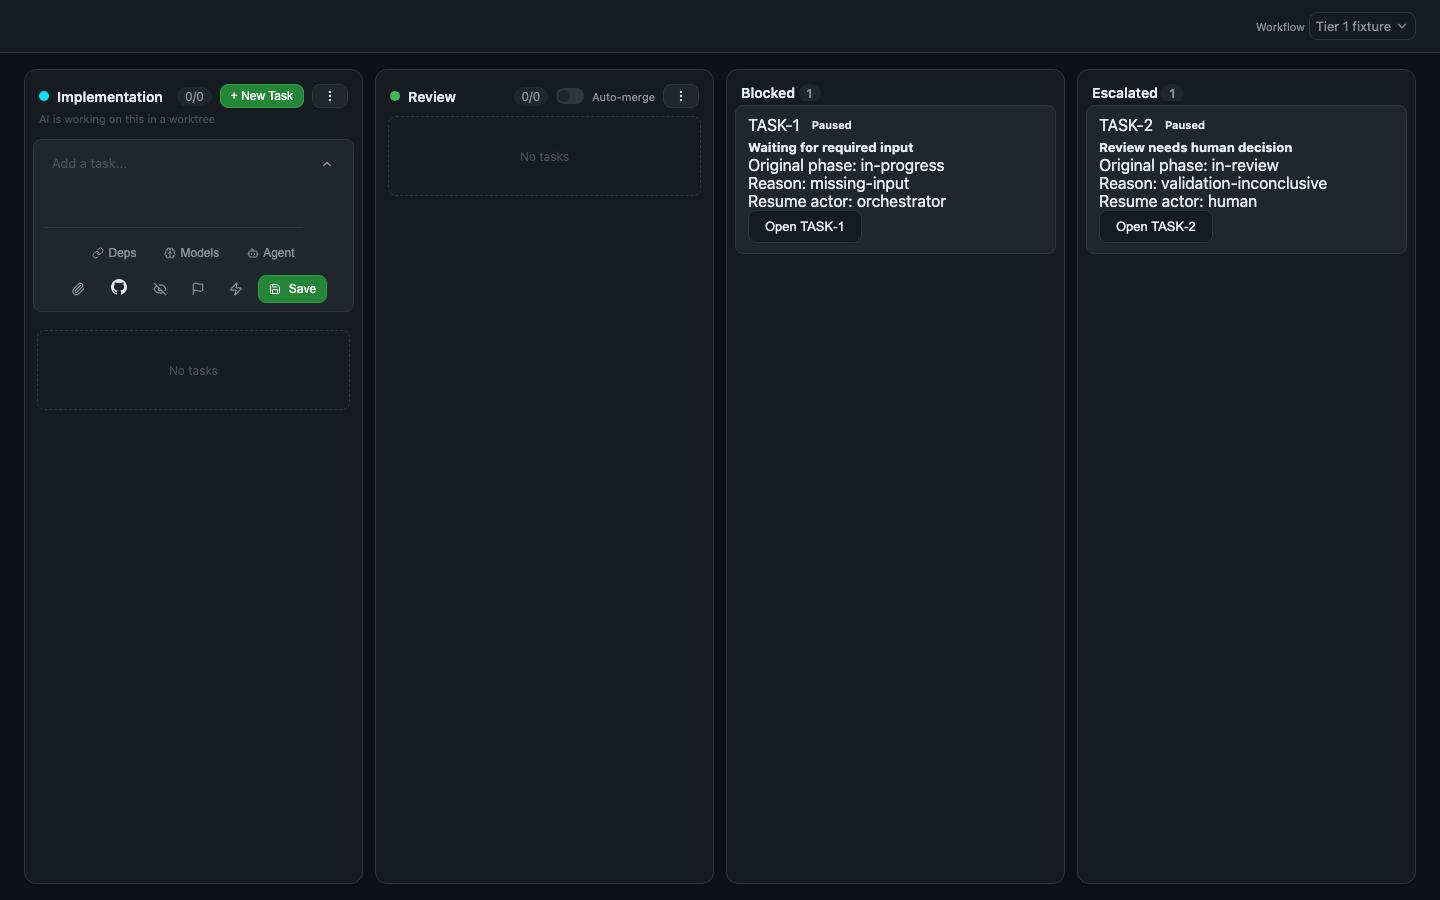 Workflow Tier 1 fixture
Implementation 0/0 + New Task
AI is working on this in a worktree
Add a task...
Deps Models Agent
Save
No tasks
Review 0/0 Auto-merge
No tasks
Blocked 1
TASK-1 Paused
Waiting for required input
Original phase: in-progress
Reason: missing-input
Resume actor: orchestrator
Open TASK-1
Escalated 1
TASK-2 Paused
Review needs human decision
Original phase: in-review
Reason: validation-inconclusive
Resume actor: human
Open TASK-2